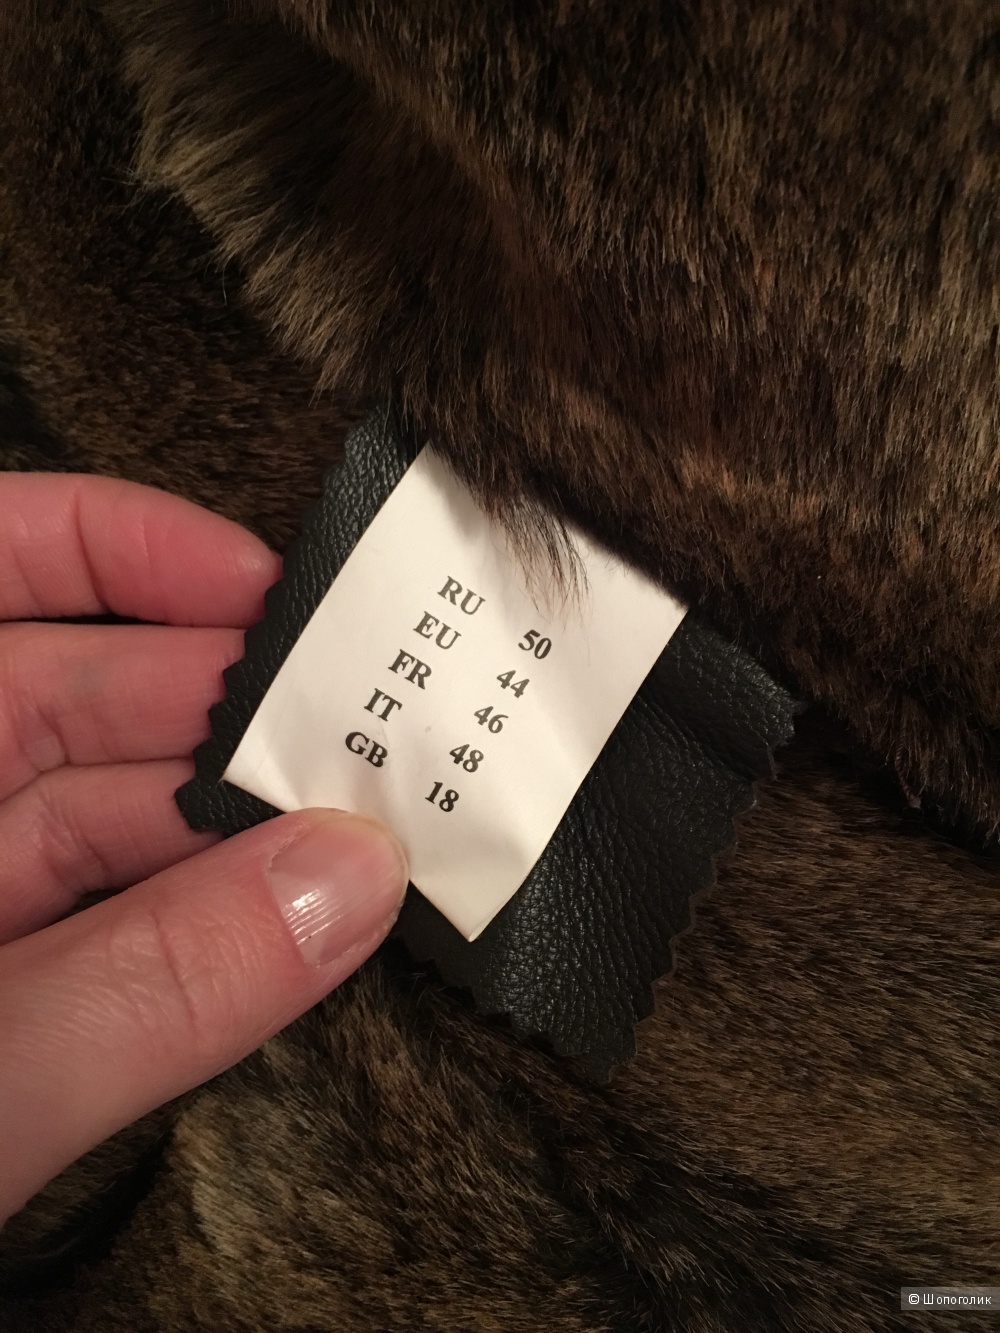 RU 50
EU 44
FR 46
IT 48
GB 18
© Шопоголик